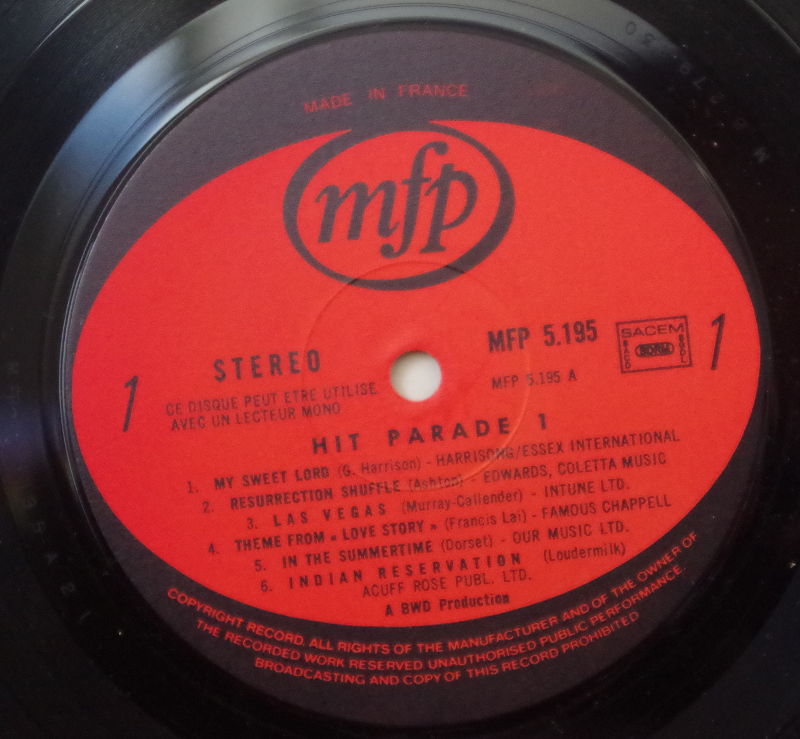 MADE IN FRANCE
mfp
STEREO
MFP 5.195
SACEM
SACD SDRM SGDL
1
1
CE DISQUE PEUT ETRE UTILISE
AVEC UN LECTEUR MONO
MFP 5.195 A
HIT PARADE 1
1. MY SWEET LORD (G. Harrison) - HARRISONG/ESSEX INTERNATIONAL
2. RESURRECTION SHUFFLE (Ashton) - EDWARDS, COLETTA MUSIC
3. LAS VEGAS (Murray-Callender) - INTUNE LTD.
4. THEME FROM « LOVE STORY » (Francis Lai) - FAMOUS CHAPPELL
5. IN THE SUMMERTIME (Dorset) - OUR MUSIC LTD.
6. INDIAN RESERVATION (Loudermilk)
ACUFF ROSE PUBL. LTD.
A BWD Production
COPYRIGHT RECORD. ALL RIGHTS OF THE MANUFACTURER AND OF THE OWNER OF
THE RECORDED WORK RESERVED. UNAUTHORISED PUBLIC PERFORMANCE.
BROADCASTING AND COPY OF THIS RECORD PROHIBITED